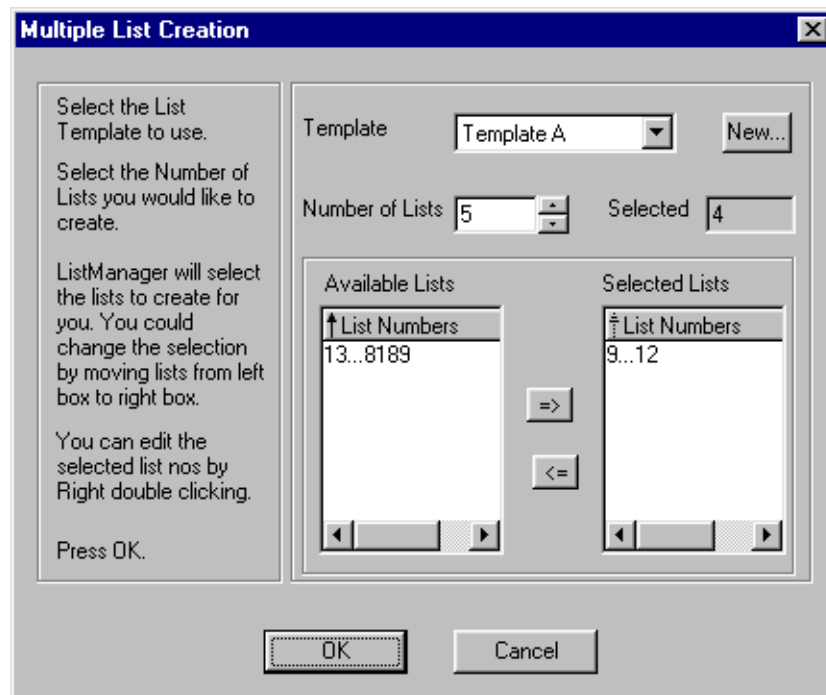 Multiple List Creation
Select the List
Template to use.
Select the Number of
Lists you would like to
create.
ListManager will select
the lists to create for
you. You could
change the selection
by moving lists from left
box to right box.
You can edit the
selected list nos by
Right double clicking.
Press OK.
Template
Template A
New...
Number of Lists
5
Selected
4
Available Lists
Selected Lists
List Numbers
List Numbers
13...8189
9...12
=>
<=
OK
Cancel